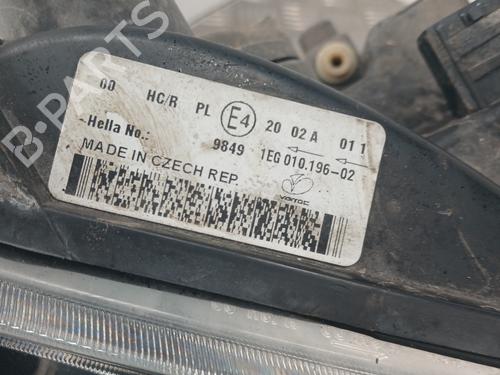 00 HC/R PL E4 20 02A 01 1
-Hella No.: 9849 1EG 010.196-02
MADE IN CZECH REP.
B-PARTS